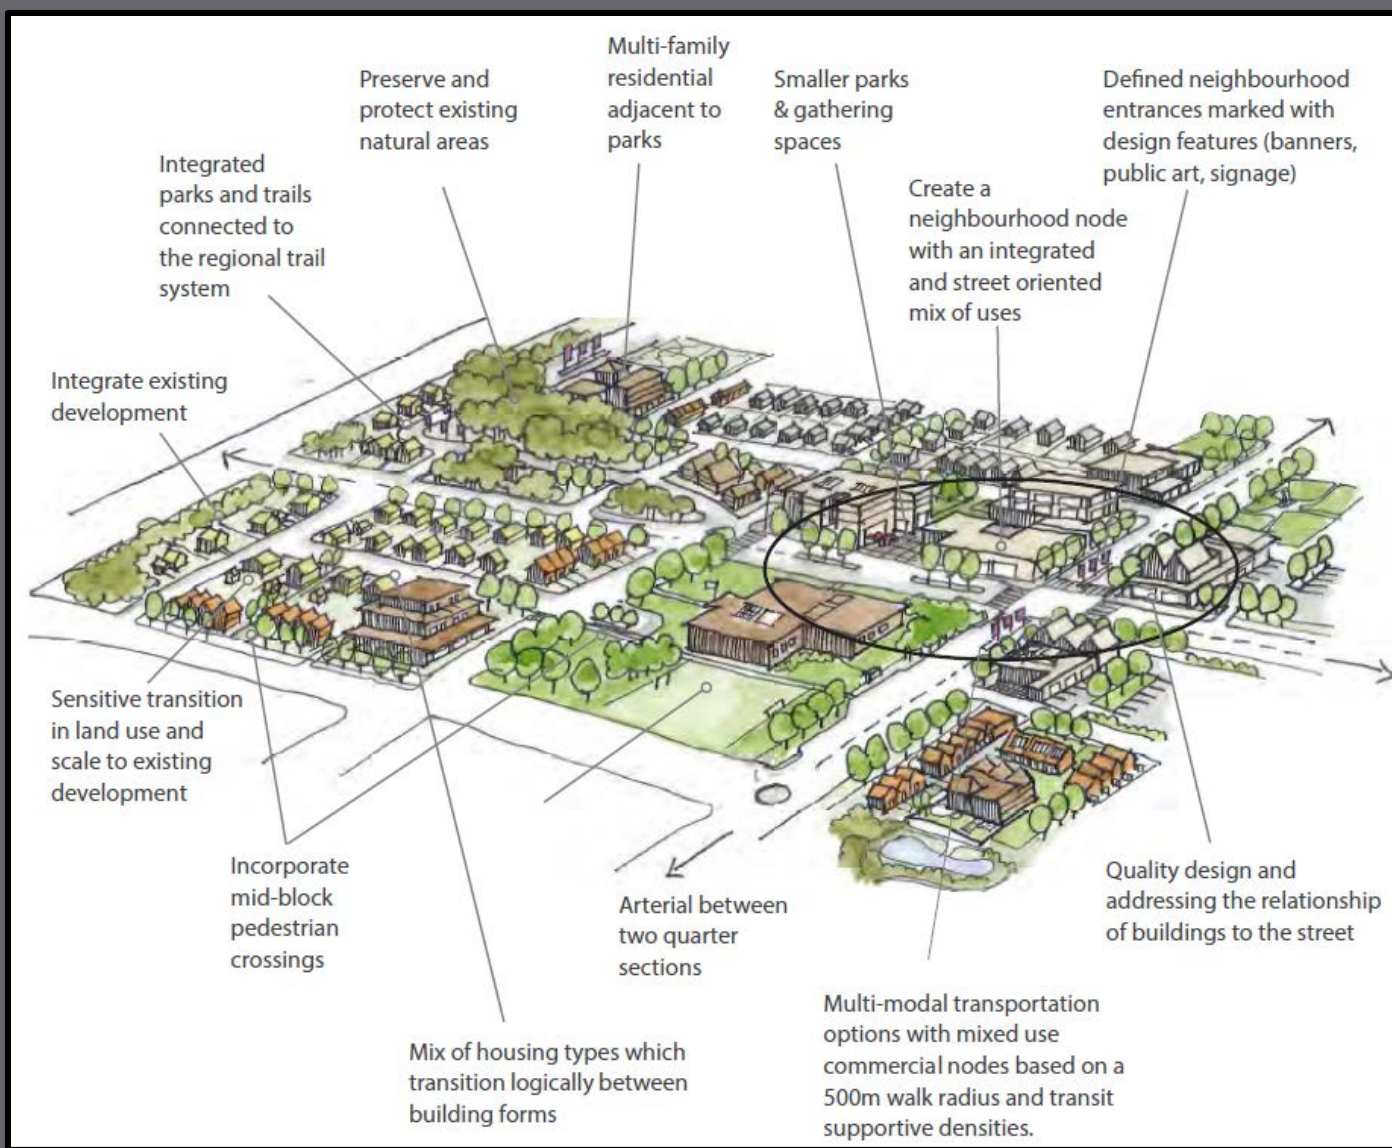 Multi-family
residential
adjacent to
parks
Preserve and
protect existing
natural areas
Smaller parks
& gathering
spaces
Defined neighbourhood
entrances marked with
design features (banners,
public art, signage)
Integrated
parks and trails
connected to
the regional trail
system
Create a
neighbourhood node
with an integrated
and street oriented
mix of uses
Integrate existing
development
Sensitive transition
in land use and
scale to existing
development
Incorporate
mid-block
pedestrian
crossings
Arterial between
two quarter
sections
Quality design and
addressing the relationship
of buildings to the street
Mix of housing types which
transition logically between
building forms
Multi-modal transportation
options with mixed use
commercial nodes based on a
500m walk radius and transit
supportive densities.